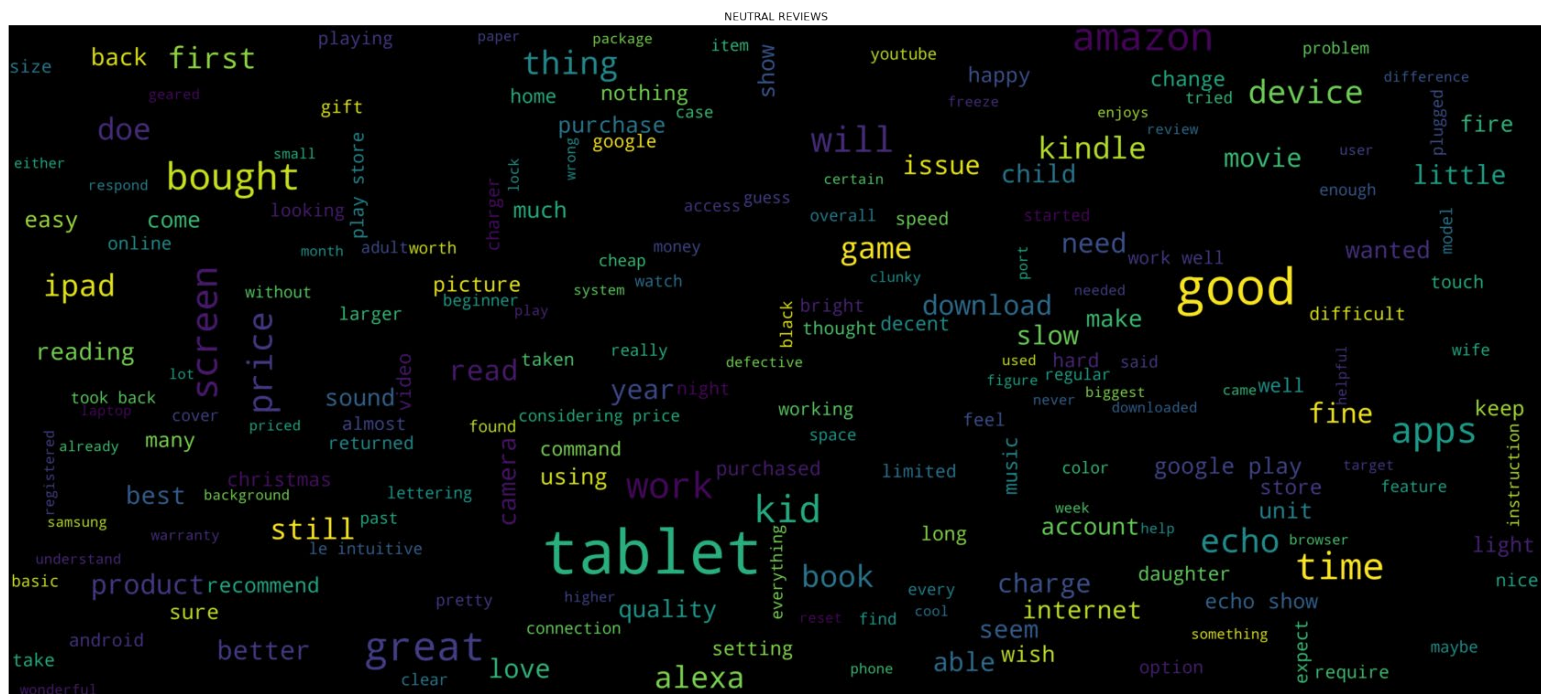 NEUTRAL REVIEWS
playing
paper
package
item
show
amazon
problem
size
back
first
thing
youtube
happy
change
difference
geared
gift
home
nothing
case
freeze
tried
device
plugged
doe
purchase
google
will
enjoys
review
fire
either
small
play store
lock
wrong
issue
kindle
movie
user
respond
bought
certain
child
enough
little
easy
come
looking
charger
much
access
guess
overall
speed
started
model
online
month
adult
worth
money
game
port
need
work well
wanted
ipad
screen
without
picture
cheap
system
watch
clunky
needed
good
touch
beginner
play
larger
price
black
bright
download
difficult
thought
decent
slow
make
reading
video
read
taken
really
defective
used
hard
said
helpful
wife
lot
figure
regular
took back
laptop
sound
year
night
never
biggest
downloaded
came
well
cover
priced
almost
considering price
working
feel
fine
keep
registered
already
many
returned
found
camera
command
space
music
apps
instruction
christmas
using
work
purchased
limited
color
google play
target
best
background
lettering
kid
store
feature
samsung
warranty
still
past
le intuitive
everything
long
week
account
help
unit
echo
browser
light
understand
tablet
time
basic
product
recommend
book
every
charge
daughter
nice
sure
pretty
higher
quality
reset
find
cool
internet
echo show
android
better
great
connection
setting
seem
something
expect
maybe
take
love
able
wish
wonderful
clear
alexa
phone
option
require